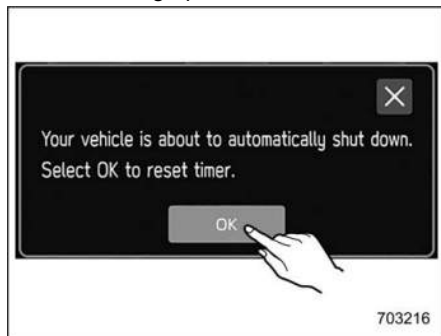 Your vehicle is about to automatically shut down.
Select OK to reset timer.
OK
703216